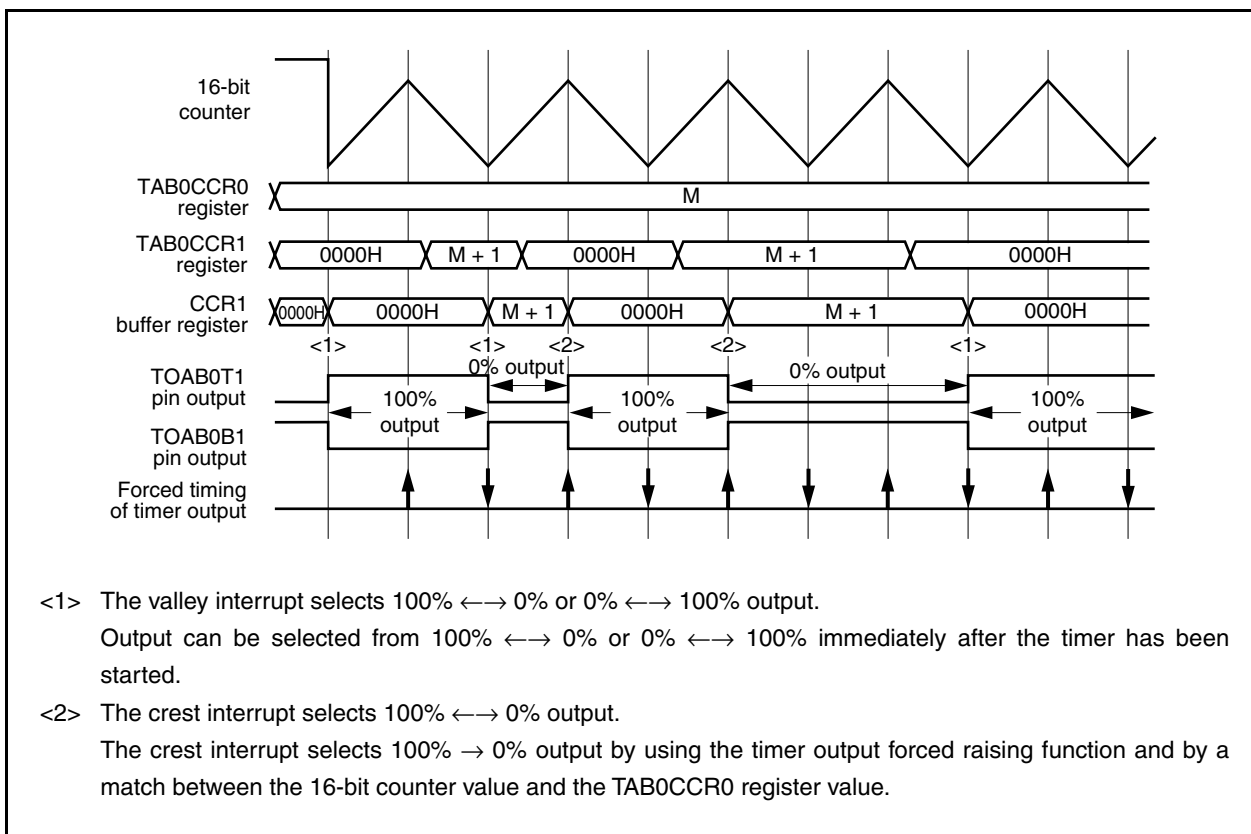 16-bit
counter
TAB0CCR0
register
M
TAB0CCR1
register
0000H M + 1 0000H M + 1 0000H
CCR1
buffer register
0000H 0000H M + 1 0000H M + 1 0000H
<1> <1> <2> <2> <1>
0% output 0% output
TOAB0T1
pin output
100%
output
100%
output
100%
output
TOAB0B1
pin output
Forced timing
of timer output
<1> The valley interrupt selects 100% ←→ 0% or 0% ←→ 100% output.
Output can be selected from 100% ←→ 0% or 0% ←→ 100% immediately after the timer has been
started.
<2> The crest interrupt selects 100% ←→ 0% output.
The crest interrupt selects 100% → 0% output by using the timer output forced raising function and by a
match between the 16-bit counter value and the TAB0CCR0 register value.